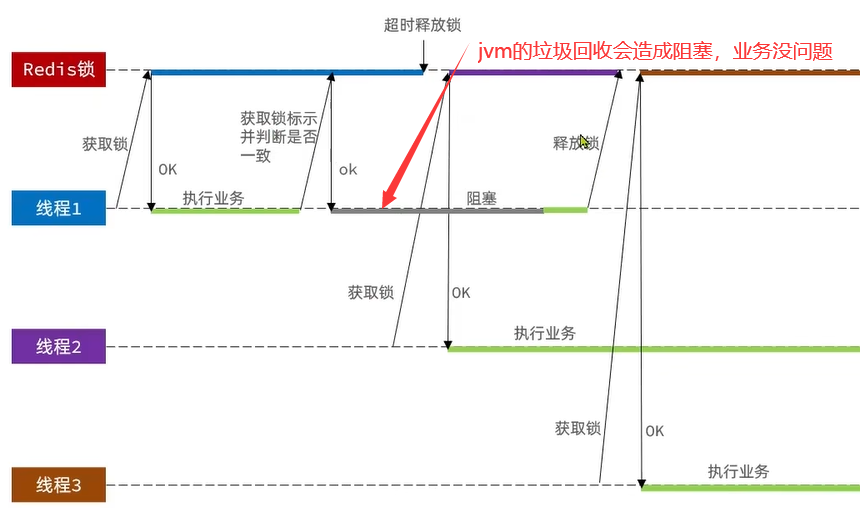 超时释放锁
jvm的垃圾回收会造成阻塞，业务没问题
Redis锁
获取锁
OK
获取锁标示
并判断是否
一致
ok
释放锁
执行业务
阻塞
线程1
获取锁
OK
执行业务
线程2
获取锁
OK
执行业务
线程3